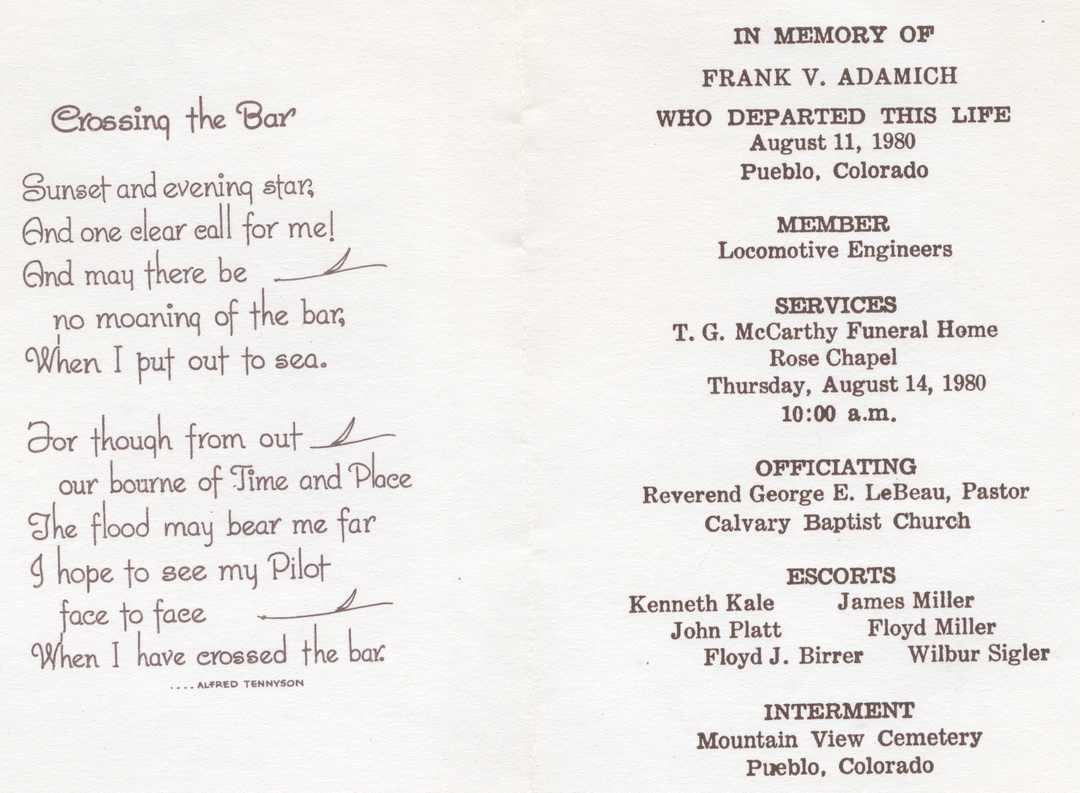 Crossing the Bar
Sunset and evening star,
And one clear call for me!
And may there be
no moaning of the bar,
When I put out to sea.
For though from out
our bourne of Time and Place
The flood may bear me far
I hope to see my Pilot
face to face
When I have crossed the bar.
....ALFRED TENNYSON
IN MEMORY OF
FRANK V. ADAMICH
WHO DEPARTED THIS LIFE
August 11, 1980
Pueblo, Colorado
MEMBER
Locomotive Engineers
SERVICES
T. G. McCarthy Funeral Home
Rose Chapel
Thursday, August 14, 1980
10:00 a.m.
OFFICIATING
Reverend George E. LeBeau, Pastor
Calvary Baptist Church
ESCORTS
Kenneth Kale James Miller
John Platt Floyd Miller
Floyd J. Birrer Wilbur Sigler
INTERMENT
Mountain View Cemetery
Pueblo, Colorado